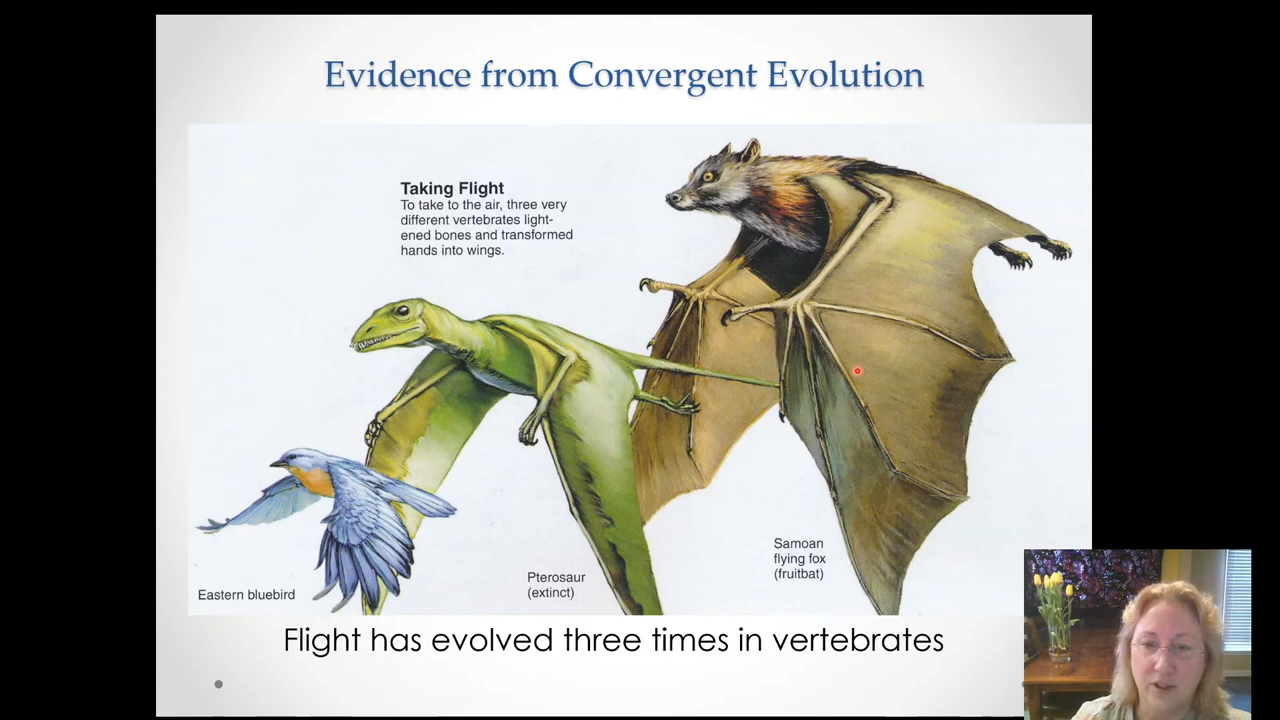 Evidence from Convergent Evolution
Taking Flight
To take to the air, three very
different vertebrates light-
ened bones and transformed
hands into wings.
Eastern bluebird
Pterosaur
(extinct)
Samoan
flying fox
(fruitbat)
Flight has evolved three times in vertebrates